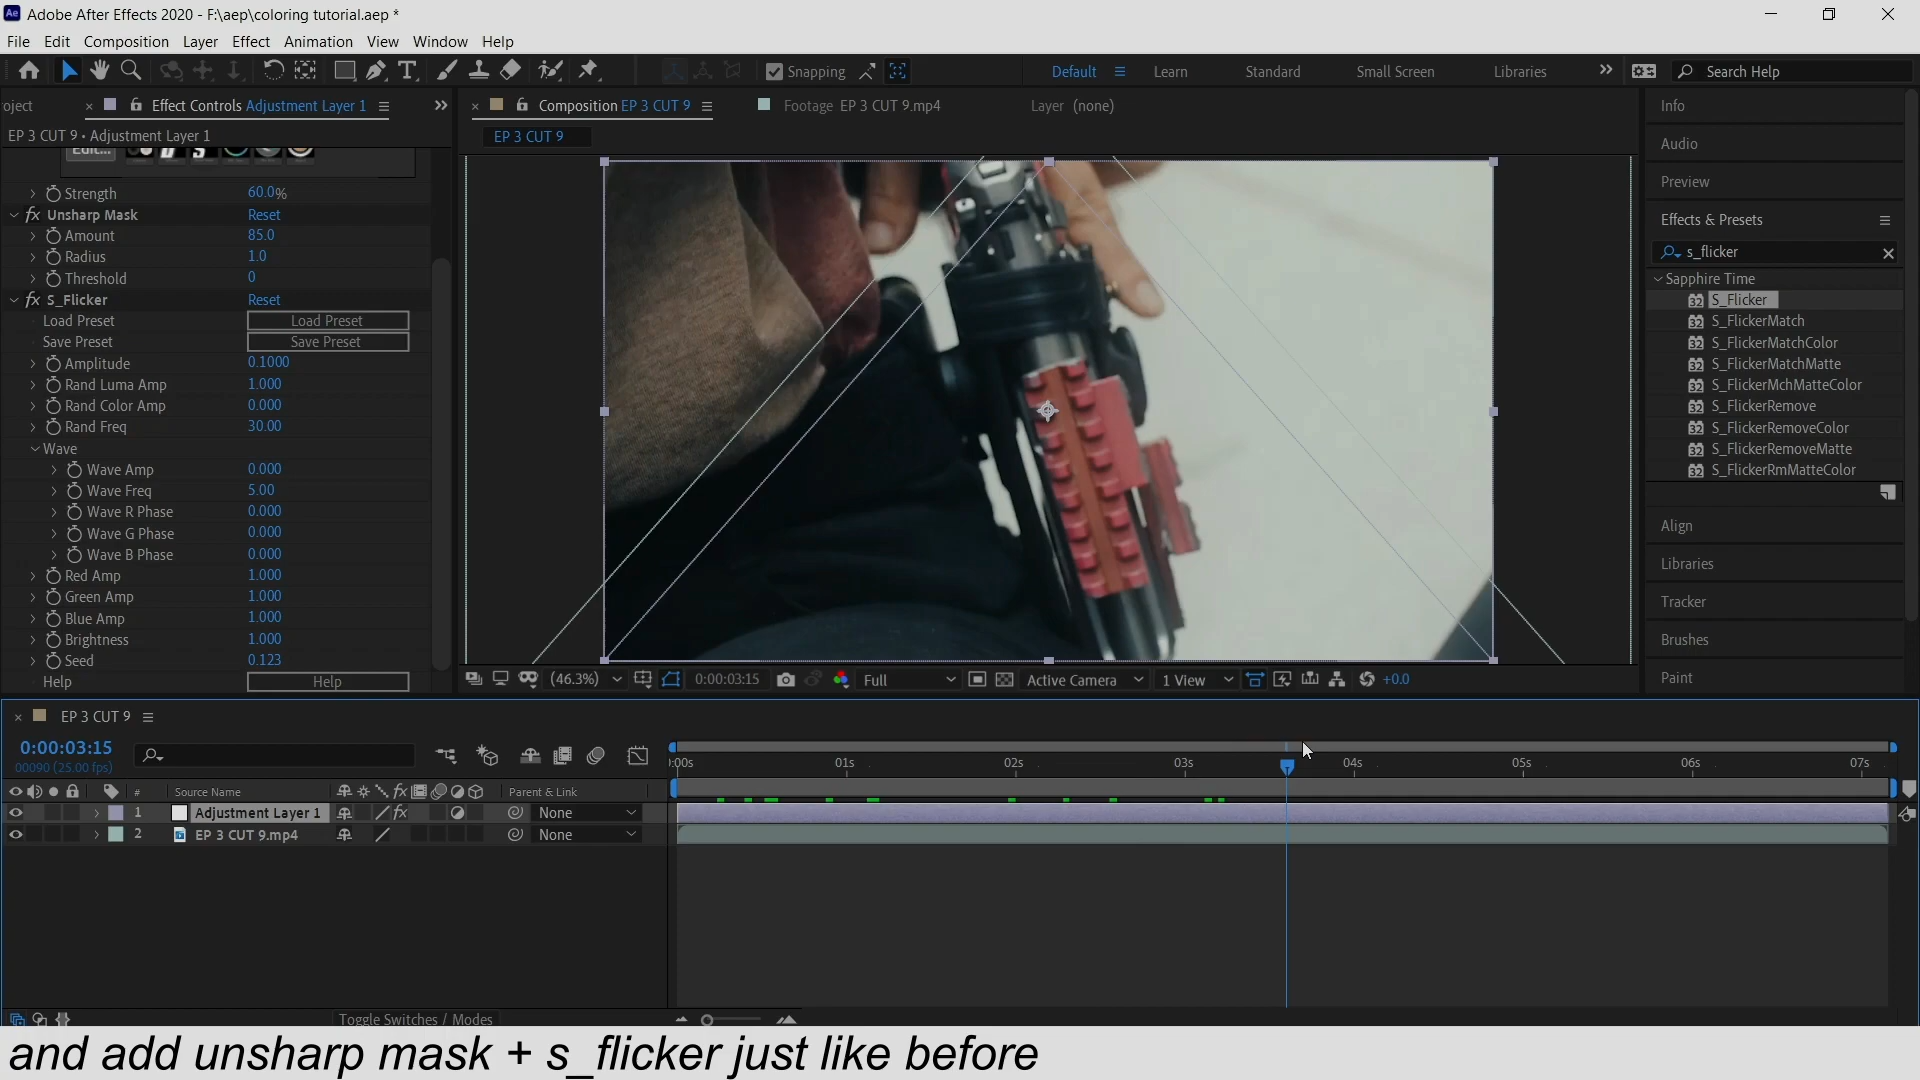 Adobe After Effects 2020 - F:\aep\coloring tutorial.aep *
File Edit Composition Layer Effect Animation View Window Help
Snapping Default Learn Standard Small Screen Libraries Search Help
oject Effect Controls Adjustment Layer 1 Composition EP 3 CUT 9 Footage EP 3 CUT 9.mp4 Layer (none)
EP 3 CUT 9 • Adjustment Layer 1
EP 3 CUT 9
Edit...
Strength 60.0%
Unsharp Mask Reset
Amount 85.0
Radius 1.0
Threshold 0
S_Flicker Reset
Load Preset Load Preset
Save Preset Save Preset
Amplitude 0.1000
Rand Luma Amp 1.000
Rand Color Amp 0.000
Rand Freq 30.00
Wave
Wave Amp 0.000
Wave Freq 5.00
Wave R Phase 0.000
Wave G Phase 0.000
Wave B Phase 0.000
Red Amp 1.000
Green Amp 1.000
Blue Amp 1.000
Brightness 1.000
Seed 0.123
Help Help
(46.3%) 0:00:03:15 Full Active Camera 1 View +0.0
Info
Audio
Preview
Effects & Presets
s_flicker
Sapphire Time
32 S_Flicker
32 S_FlickerMatch
32 S_FlickerMatchColor
32 S_FlickerMatchMatte
32 S_FlickerMchMatteColor
32 S_FlickerRemove
32 S_FlickerRemoveColor
32 S_FlickerRemoveMatte
32 S_FlickerRmMatteColor
Align
Libraries
Tracker
Brushes
Paint
EP 3 CUT 9
0:00:03:15
00090 (25.00 fps)
:00s 01s 02s 03s 04s 05s 06s 07s
# Source Name Parent & Link
1 Adjustment Layer 1 None
2 EP 3 CUT 9.mp4 None
Toggle Switches / Modes
and add unsharp mask + s_flicker just like before